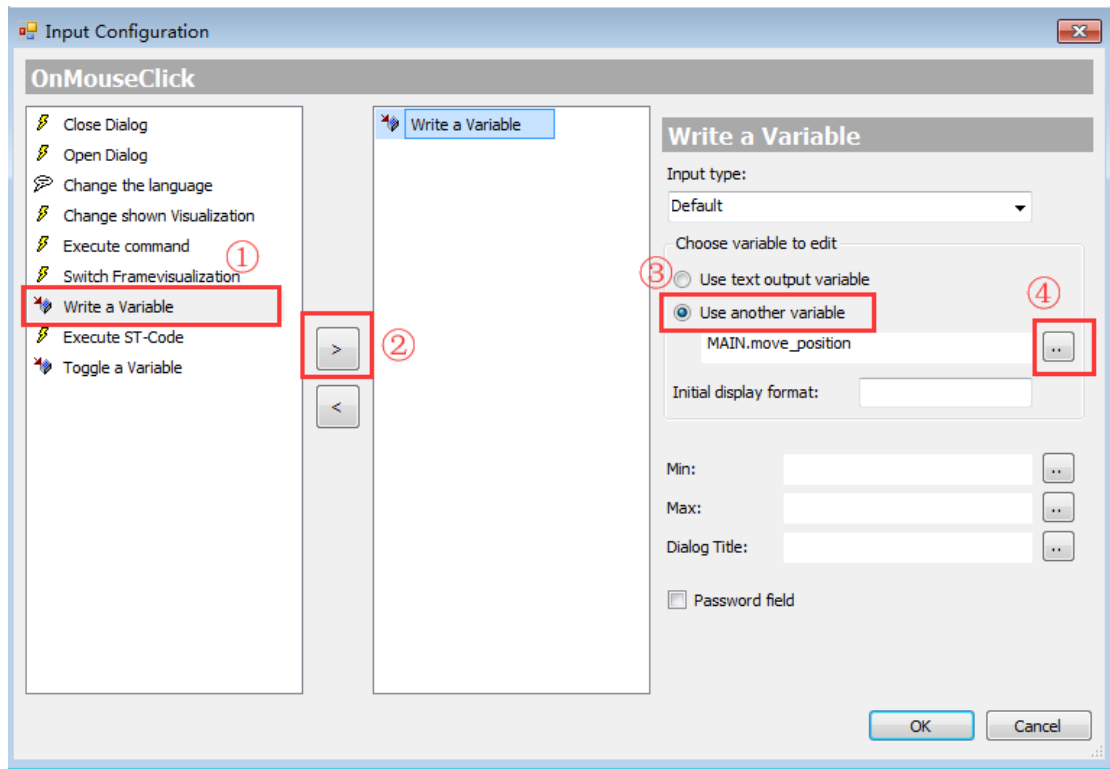 Input Configuration
OnMouseClick
Close Dialog
Open Dialog
Change the language
Change shown Visualization
Execute command
①
Switch Framevisualization
Write a Variable
Execute ST-Code
Toggle a Variable
>
②
<
Write a Variable
Write a Variable
Input type:
Default
Choose variable to edit
③
Use text output variable
④
Use another variable
MAIN.move_position
..
Initial display format:
Min:
..
Max:
..
Dialog Title:
..
Password field
OK
Cancel